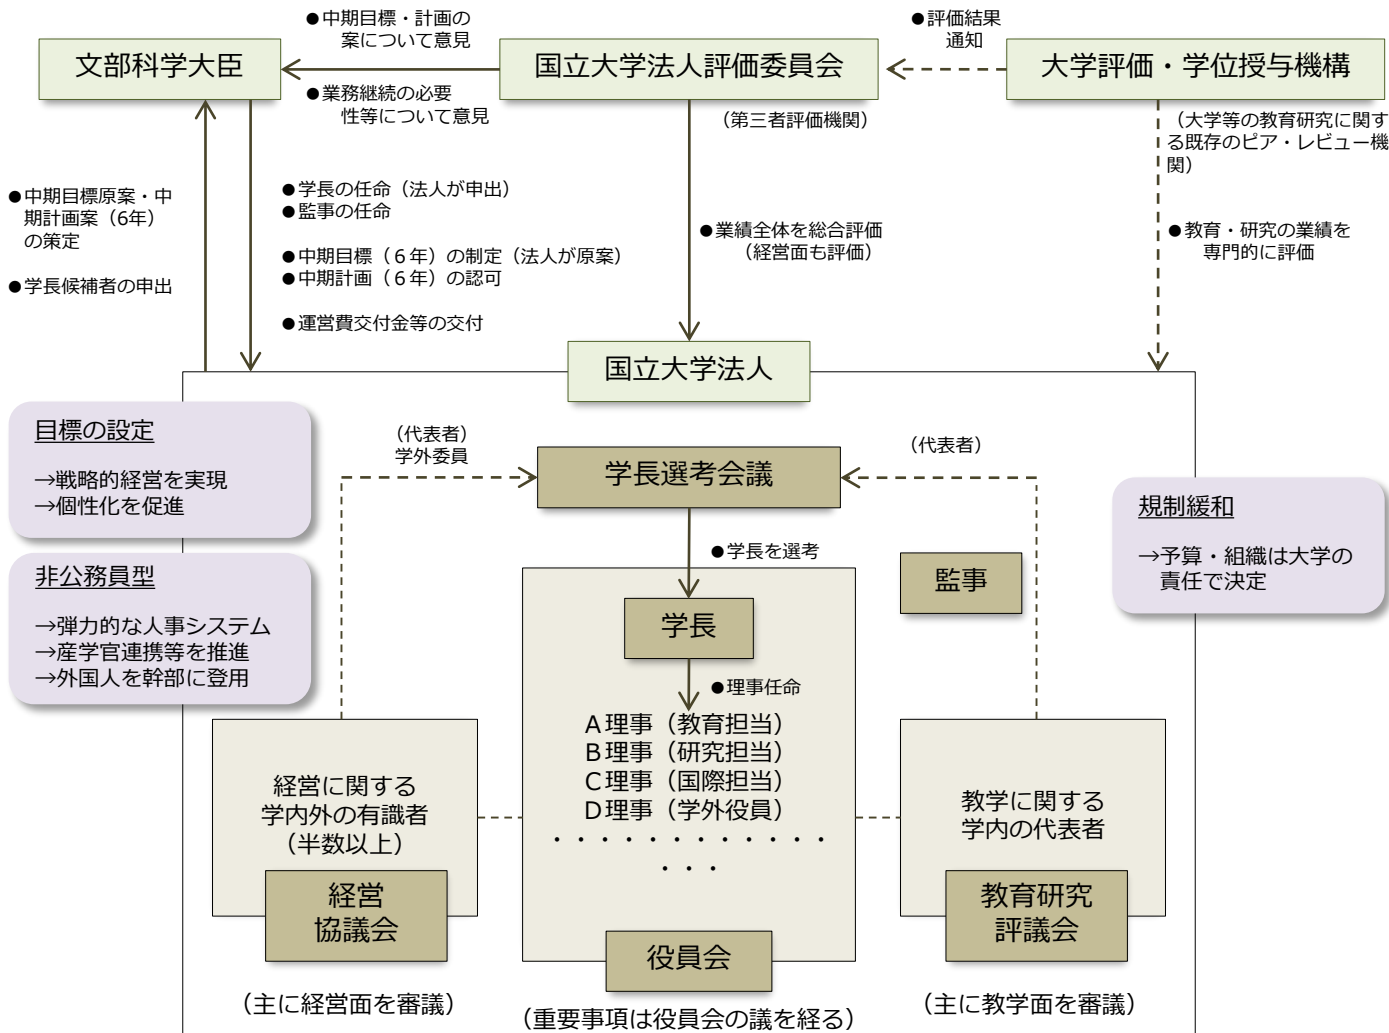 ●中期目標・計画の
案について意見
●評価結果
通知
文部科学大臣
国立大学法人評価委員会
大学評価・学位授与機構
●業務継続の必要
性等について意見
（第三者評価機関）
（大学等の教育研究に関す
る既存のピア・レビュー機
関）
●中期目標原案・中
期計画案（6年）
の策定
●学長候補者の申出
●学長の任命（法人が申出）
●監事の任命
●中期目標（６年）の制定（法人が原案）
●中期計画（６年）の認可
●運営費交付金等の交付
●業績全体を総合評価
（経営面も評価）
●教育・研究の業績を
専門的に評価
国立大学法人
目標の設定
→戦略的経営を実現
→個性化を促進
非公務員型
→弾力的な人事システム
→産学官連携等を推進
→外国人を幹部に登用
規制緩和
→予算・組織は大学の
責任で決定
（代表者）
学外委員
学長選考会議
（代表者）
●学長を選考
監事
学長
●理事任命
Ａ理事（教育担当）
Ｂ理事（研究担当）
Ｃ理事（国際担当）
Ｄ理事（学外役員）
・・・・・・・・・・・・
・・・
経営に関する
学内外の有識者
（半数以上）
経営
協議会
教学に関する
学内の代表者
教育研究
評議会
役員会
（主に経営面を審議）
（重要事項は役員会の議を経る）
（主に教学面を審議）